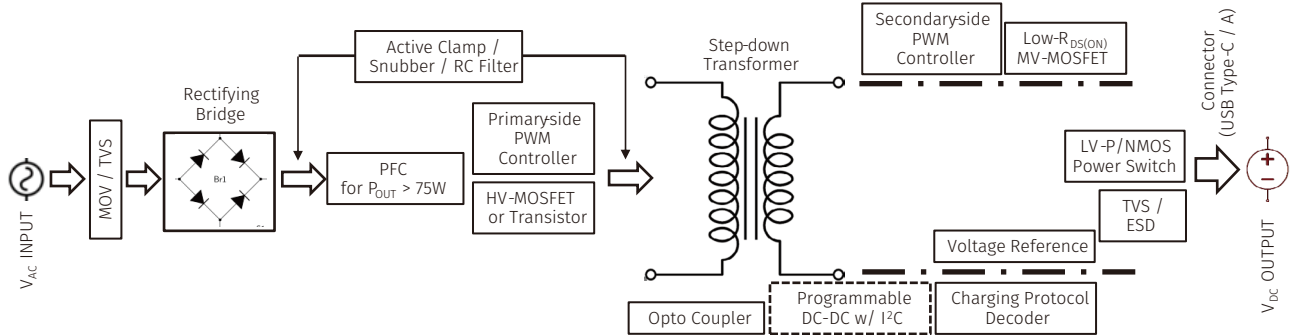 Active Clamp /
Snubber / RC Filter
Step-down
Transformer
Secondary-side
PWM
Controller
Low-R_DS(ON)
MV-MOSFET
Connector
(USB Type-C / A)
Rectifying
Bridge
MOV / TVS
Br1
PFC
for P_OUT > 75W
Primary-side
PWM
Controller
HV-MOSFET
or Transistor
LV-P/NMOS
Power Switch
TVS /
ESD
V_AC INPUT
V_DC OUTPUT
Voltage Reference
Opto Coupler
Programmable
DC-DC w/ I²C
Charging Protocol
Decoder